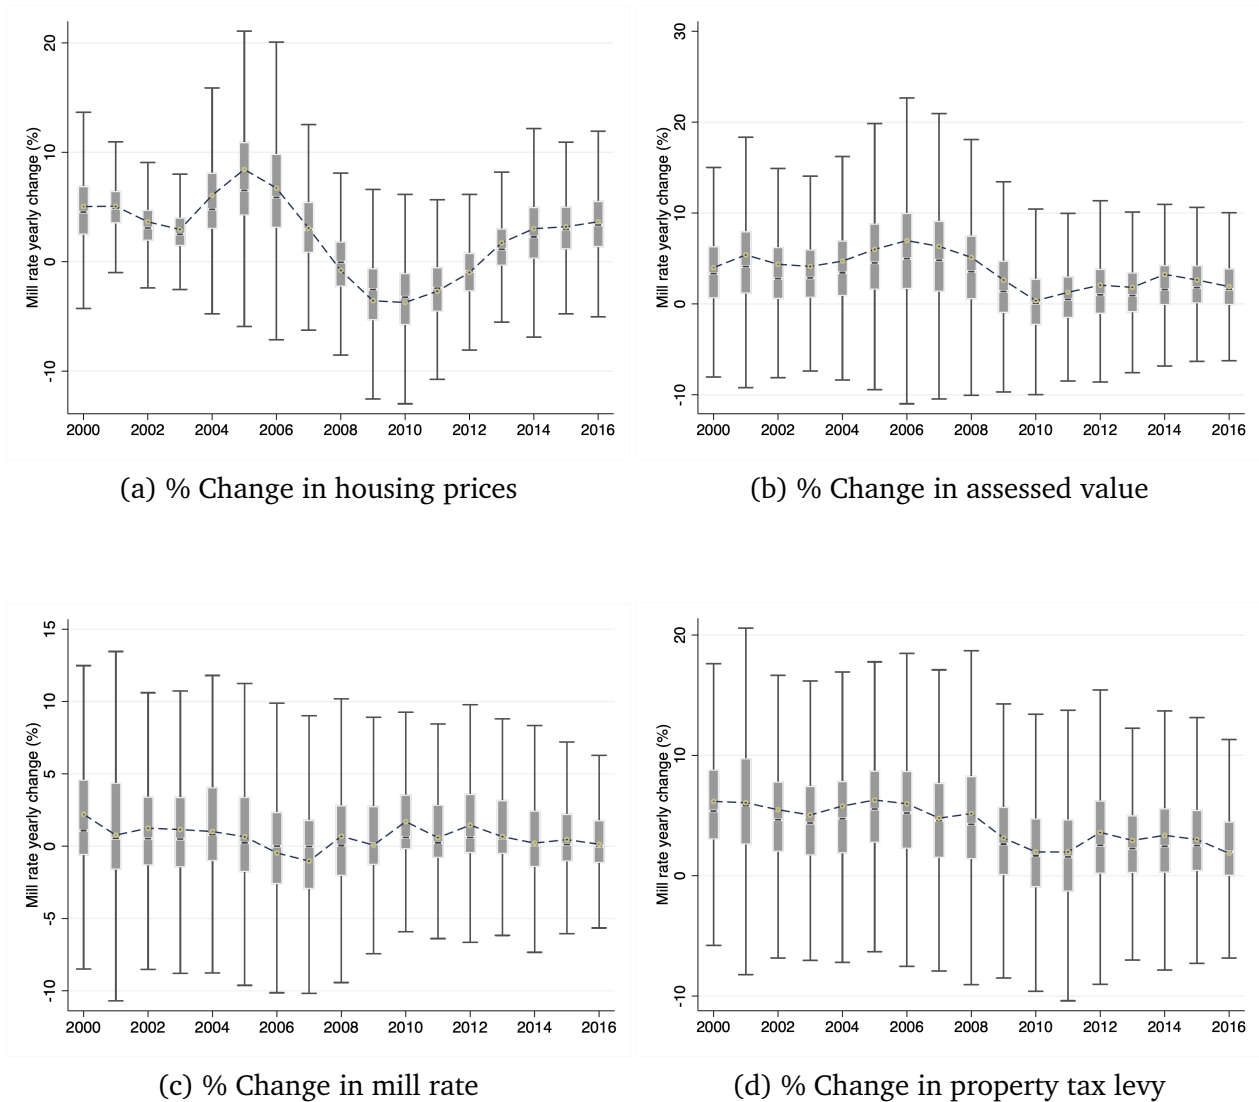 Mill rate yearly change (%)
20
10
0
-10
2000 2002 2004 2006 2008 2010 2012 2014 2016
(a) % Change in housing prices
Mill rate yearly change (%)
30
20
10
0
-10
2000 2002 2004 2006 2008 2010 2012 2014 2016
(b) % Change in assessed value
Mill rate yearly change (%)
15
10
5
0
-5
-10
2000 2002 2004 2006 2008 2010 2012 2014 2016
(c) % Change in mill rate
Mill rate yearly change (%)
20
10
0
-10
2000 2002 2004 2006 2008 2010 2012 2014 2016
(d) % Change in property tax levy